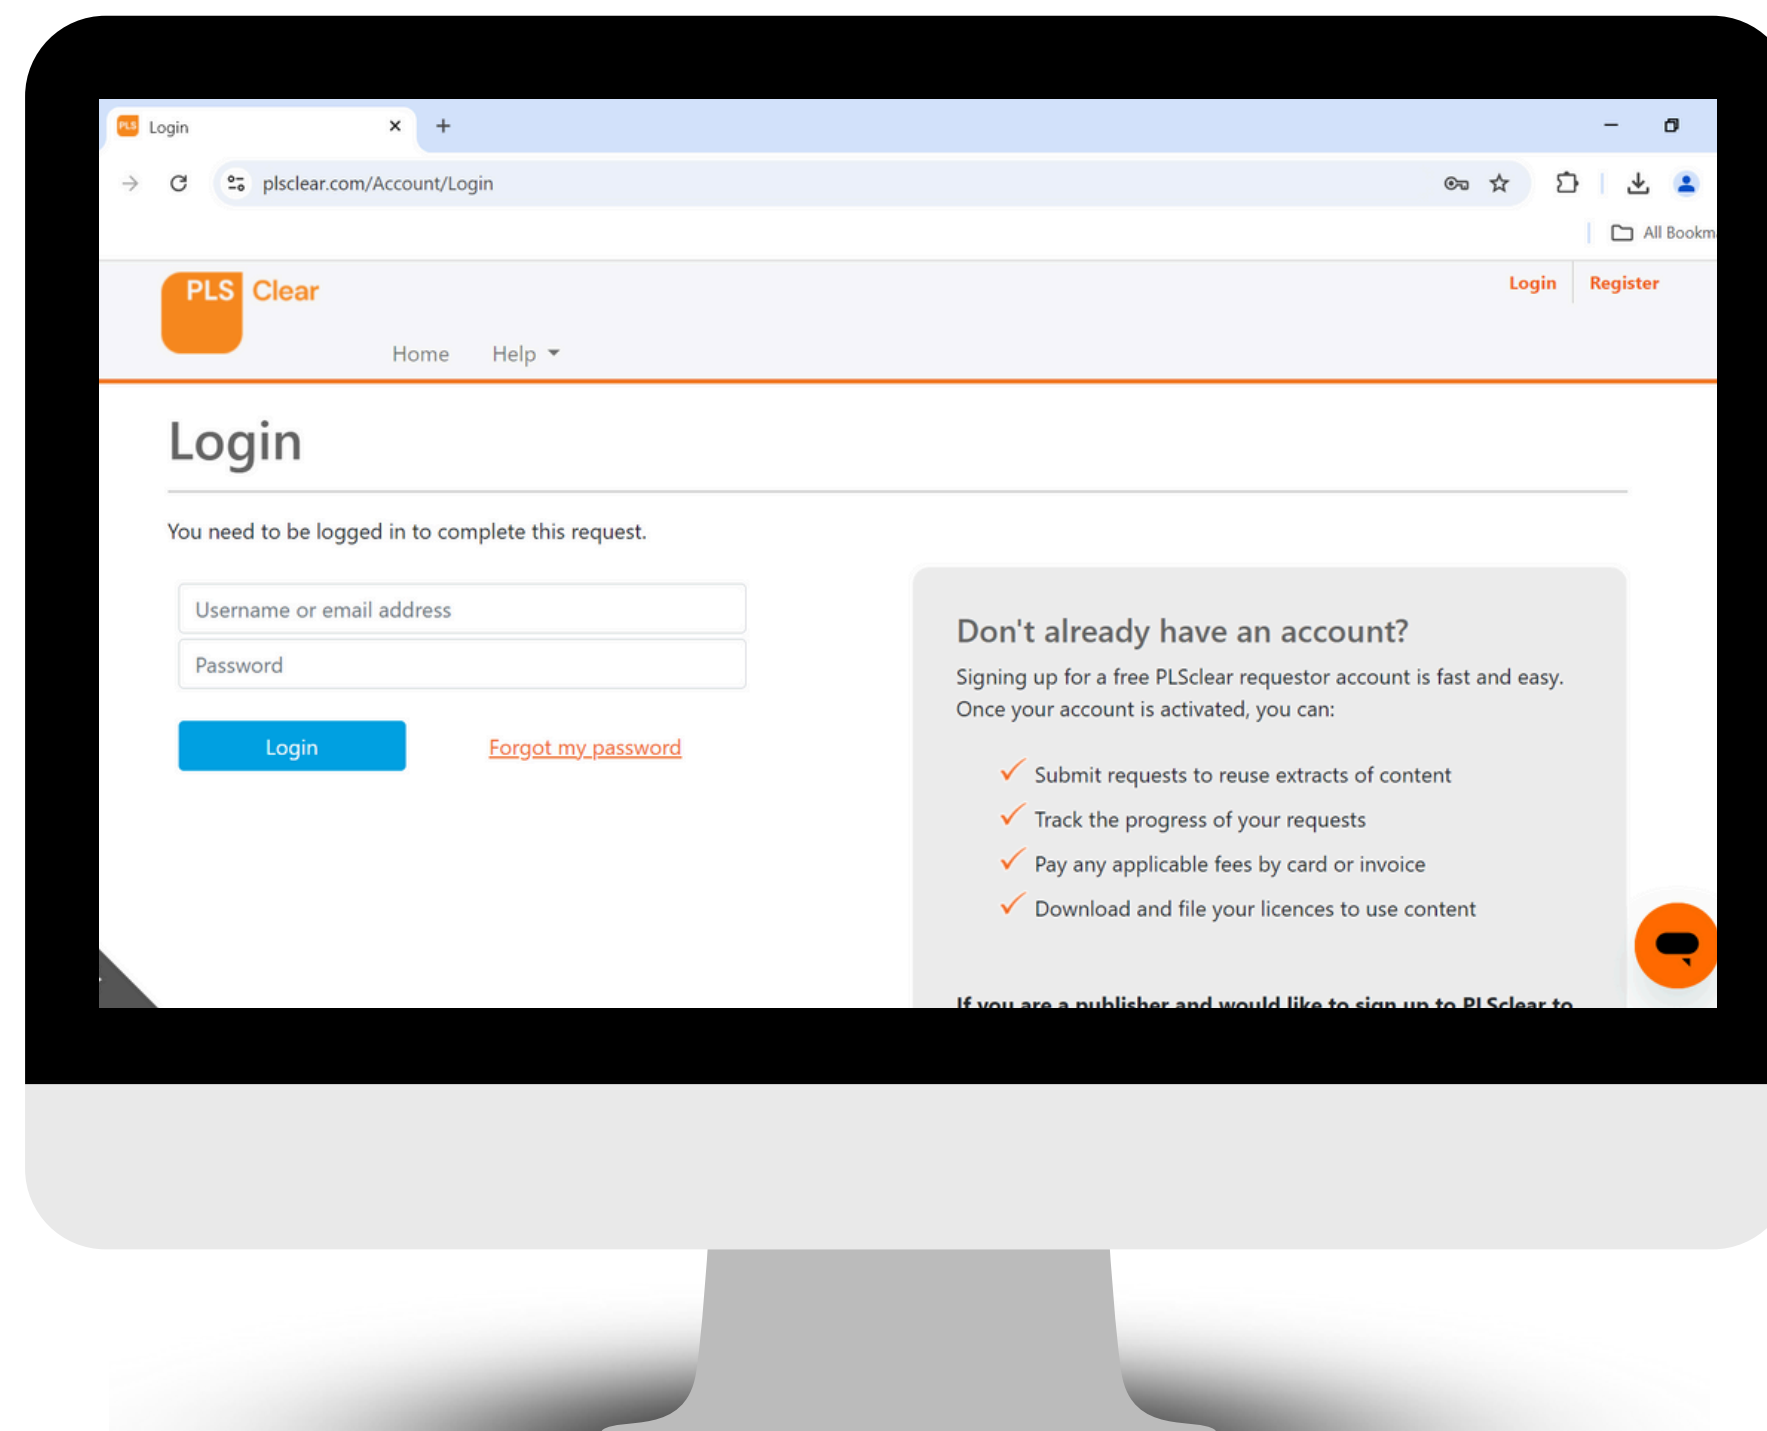 PLS Login
plsclear.com/Account/Login
All Bookm
PLS Clear
Login Register
Home Help
Login
You need to be logged in to complete this request.
Username or email address
Password
Login Forgot my password
Don't already have an account?
Signing up for a free PLSclear requestor account is fast and easy.
Once your account is activated, you can:
Submit requests to reuse extracts of content
Track the progress of your requests
Pay any applicable fees by card or invoice
Download and file your licences to use content
If you are a publisher and would like to sign up to PLSclear to